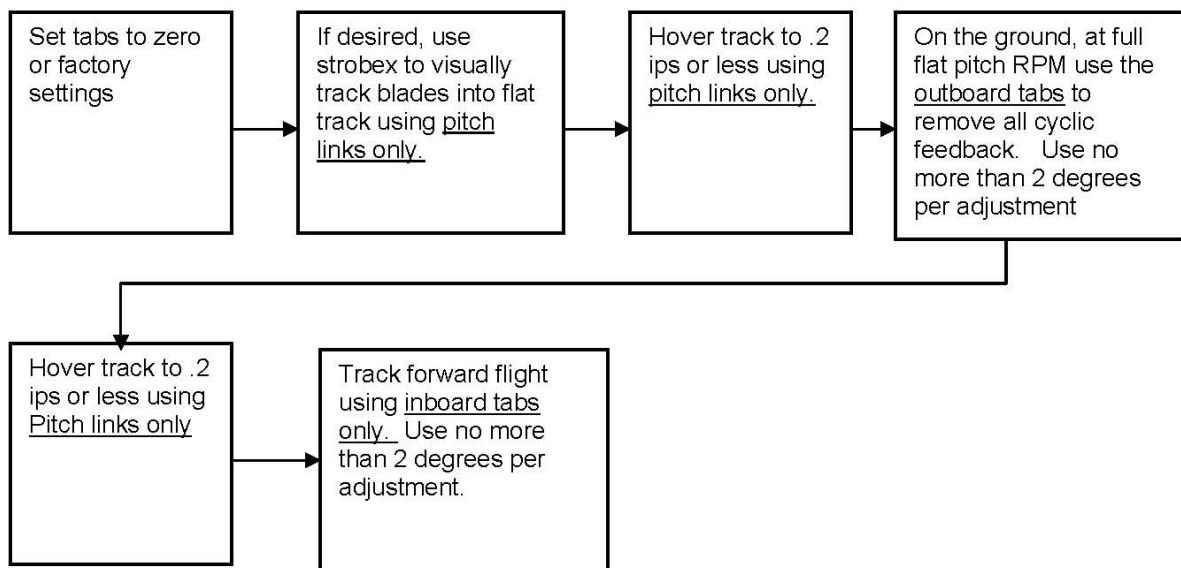 Set tabs to zero
or factory
settings
If desired, use
strobex to visually
track blades into flat
track using pitch
links only.
Hover track to .2
ips or less using
pitch links only.
On the ground, at full
flat pitch RPM use the
outboard tabs to
remove all cyclic
feedback.   Use no
more than 2 degrees
per adjustment
Hover track to .2
ips or less using
Pitch links only
Track forward flight
using inboard tabs
only.  Use no more
than 2 degrees per
adjustment.